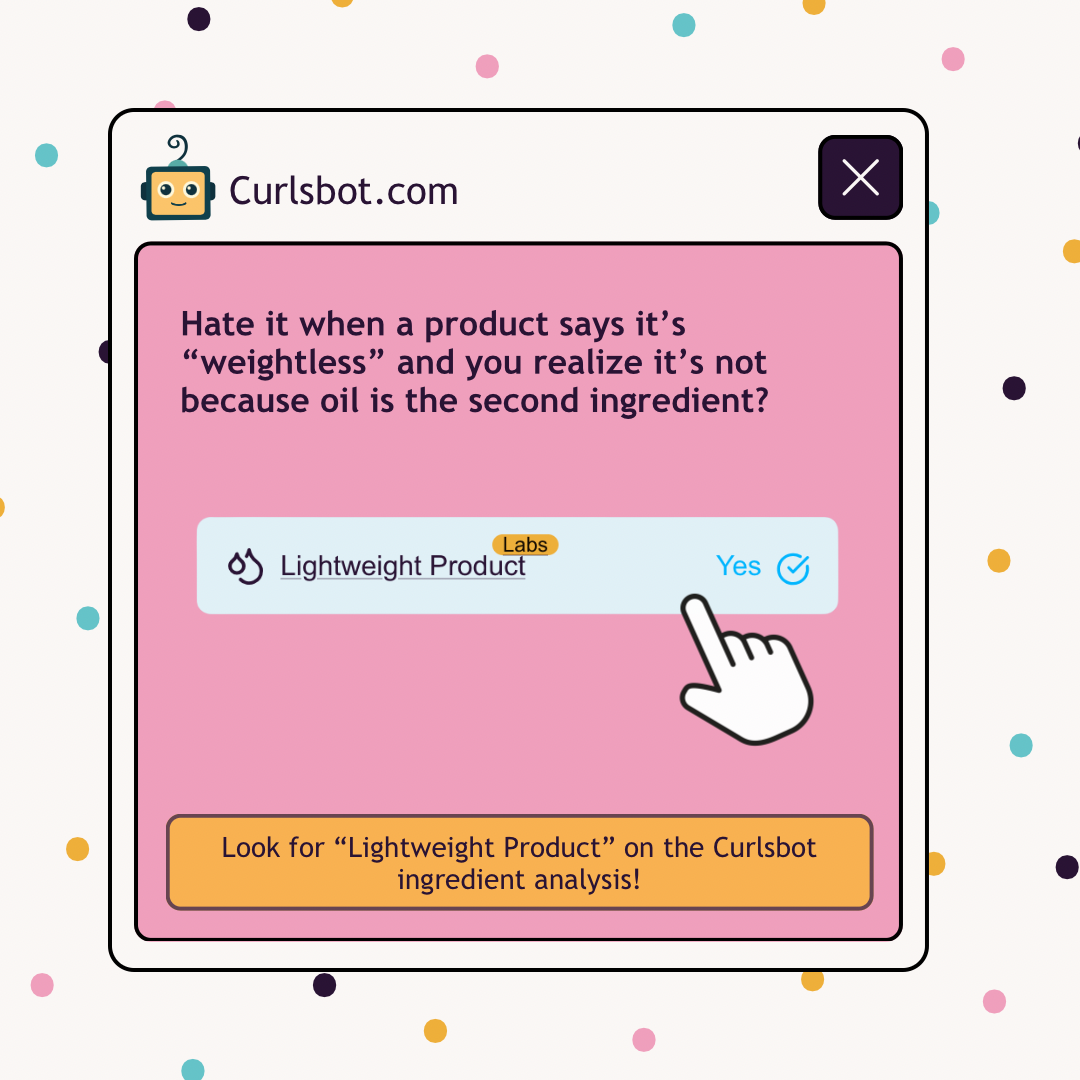 Curlsbot.com
Hate it when a product says it’s
“weightless” and you realize it’s not
because oil is the second ingredient?
Labs
Lightweight Product
Yes
Look for “Lightweight Product” on the Curlsbot
ingredient analysis!